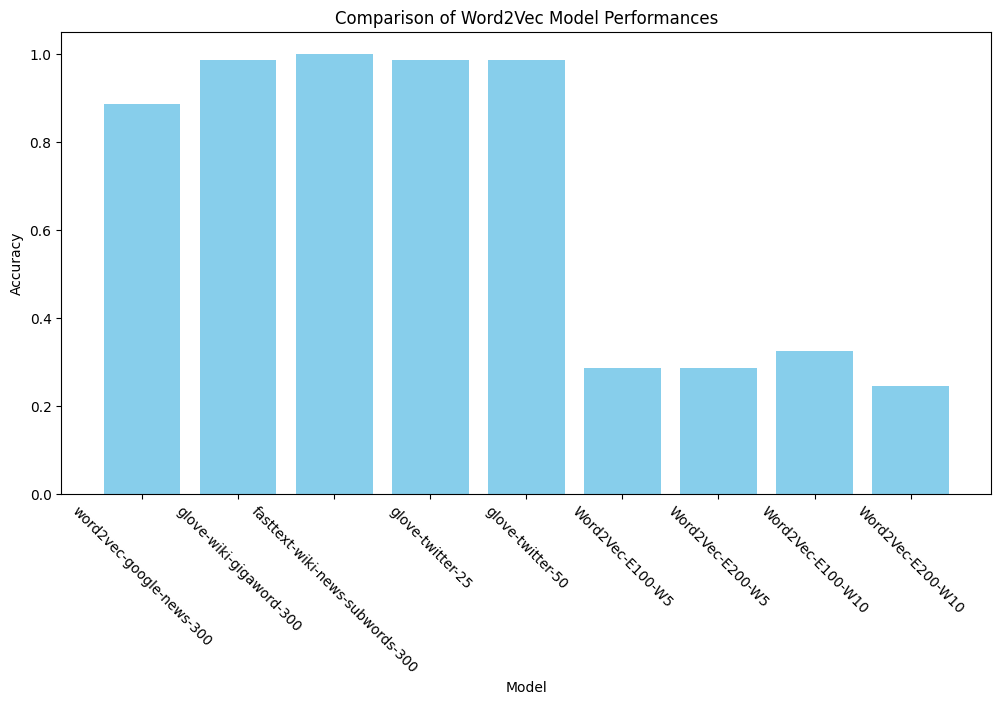 Comparison of Word2Vec Model Performances
Accuracy
1.0
0.8
0.6
0.4
0.2
0.0
word2vec-google-news-300
glove-wiki-gigaword-300
fasttext-wiki-news-subwords-300
glove-twitter-25
glove-twitter-50
Word2Vec-E100-W5
Word2Vec-E200-W5
Word2Vec-E100-W10
Word2Vec-E200-W10
Model